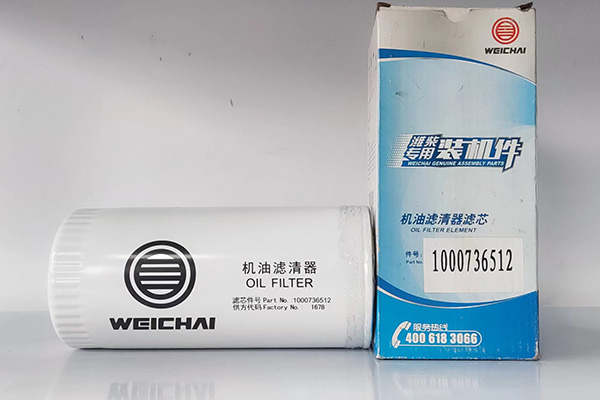 WEICHAI
机油滤清器
OIL FILTER
滤芯件号 Part No. :1000736512
供方代码 Factory No. : 1678
WEICHAI
潍柴
专用
装机件
WEICHAI GENUINE ASSEMBLY PARTS
机油滤清器滤芯
OIL FILTER ELEMENT
件号:
Part No.
1000736512
服务热线
400 618 3066